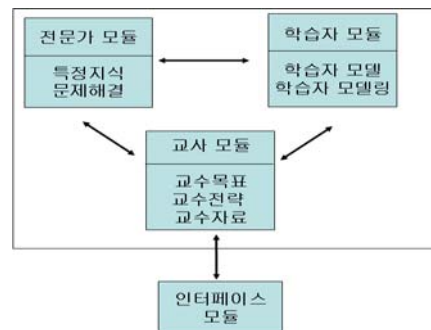 전문가 모듈
특정지식
문제해결
학습자 모듈
학습자 모델
학습자 모델링
교사 모듈
교수목표
교수전략
교수자료
인터페이스
모듈